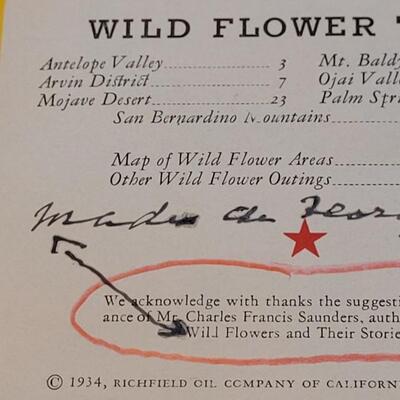 WILD FLOWER
Antelope Valley 3 Mt. Baldy
Arvin District 7 Ojai Valle
Mojave Desert 23 Palm Spri
San Bernardino Mountains
Map of Wild Flower Areas
Other Wild Flower Outings
We acknowledge with thanks the suggesti
ance of Mr. Charles Francis Saunders, auth
Wild Flowers and Their Storie
© 1934, RICHFIELD OIL COMPANY OF CALIFORN